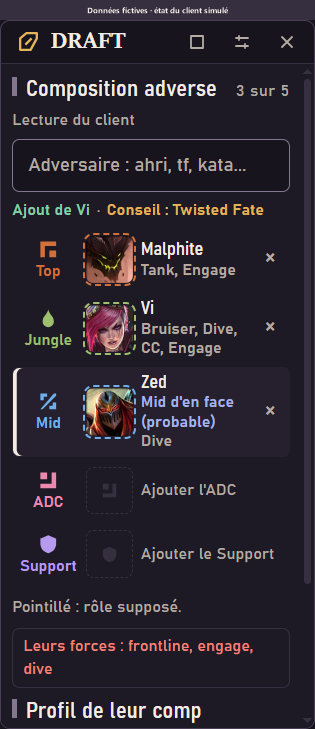 Données fictives · état du client simulé
DRAFT
Composition adverse 3 sur 5
Lecture du client
Adversaire : ahri, tf, kata...
Ajout de Vi · Conseil : Twisted Fate
Top
Malphite
Tank, Engage
×
Jungle
Vi
Bruiser, Dive,
CC, Engage
×
Mid
Zed
Mid d'en face
(probable)
Dive
×
ADC
Ajouter l'ADC
Support
Ajouter le Support
Pointillé : rôle supposé.
Leurs forces : frontline, engage,
dive
Profil de leur comp